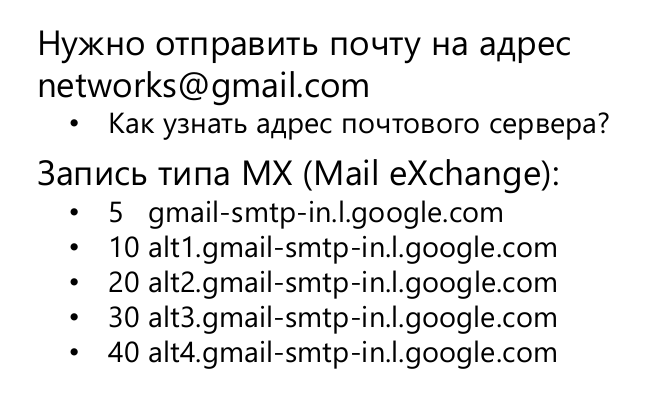 Нужно отправить почту на адрес
networks@gmail.com
• Как узнать адрес почтового сервера?
Запись типа MX (Mail eXchange):
• 5 gmail-smtp-in.l.google.com
• 10 alt1.gmail-smtp-in.l.google.com
• 20 alt2.gmail-smtp-in.l.google.com
• 30 alt3.gmail-smtp-in.l.google.com
• 40 alt4.gmail-smtp-in.l.google.com